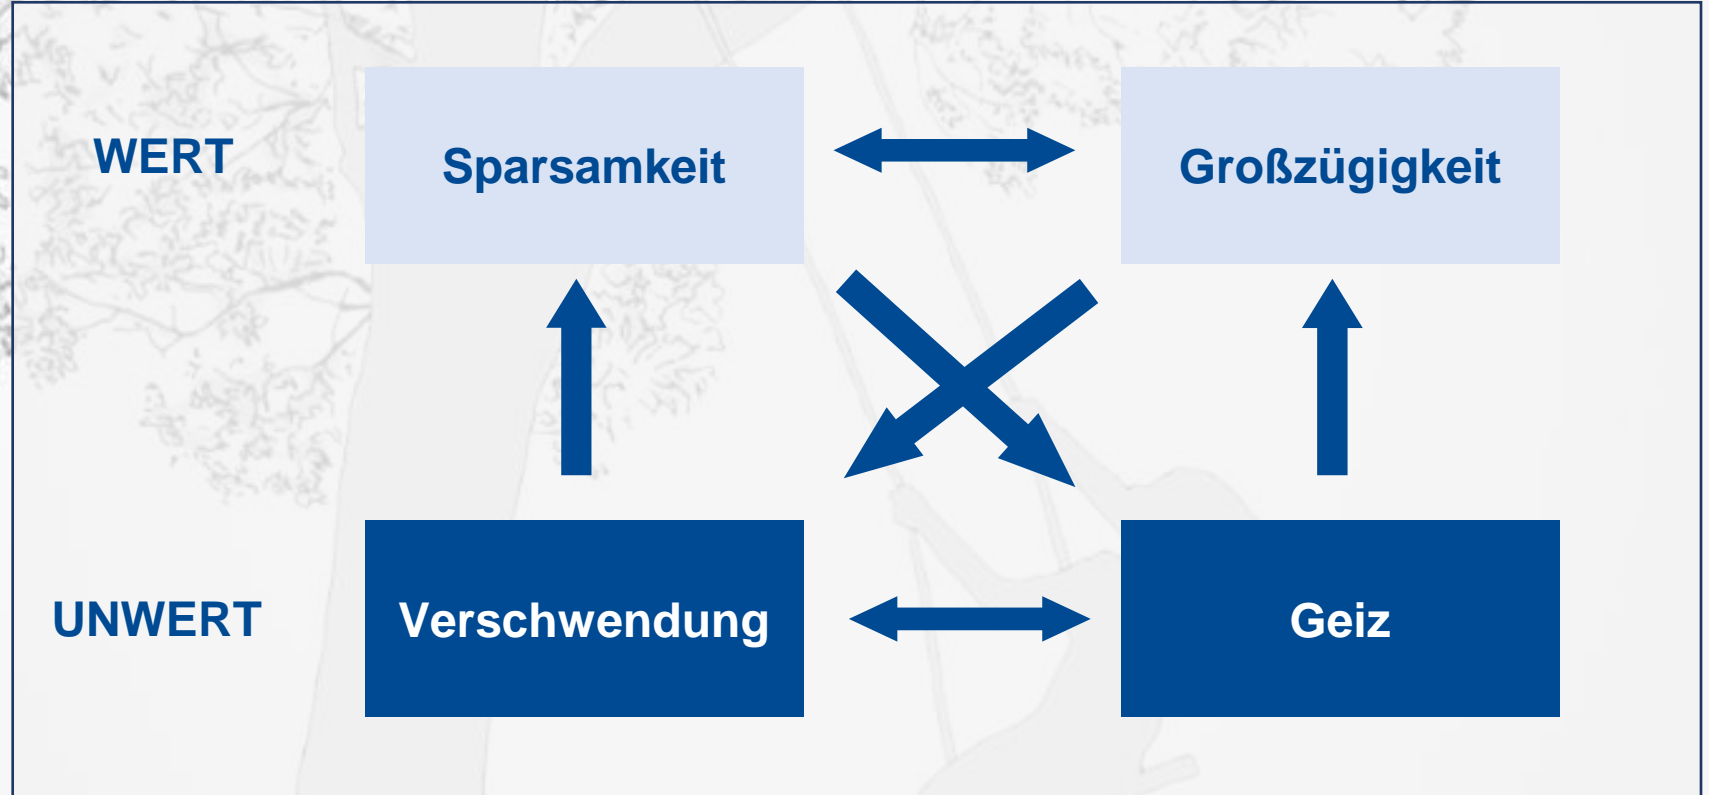 WERT
Sparsamkeit
Großzügigkeit
UNWERT
Verschwendung
Geiz